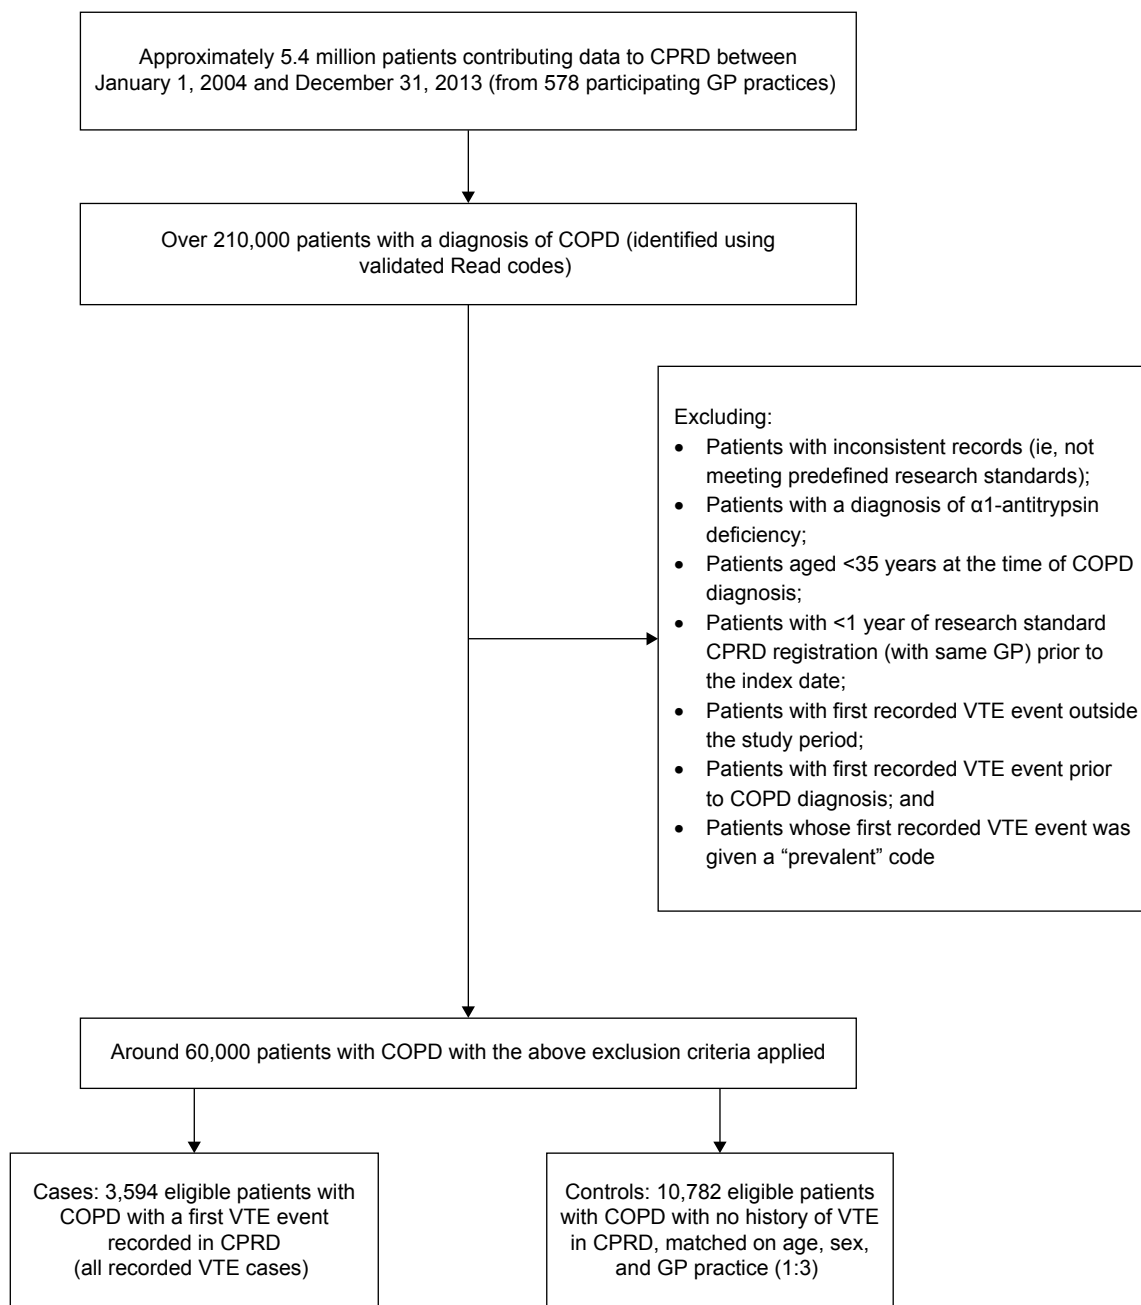 Approximately 5.4 million patients contributing data to CPRD between
January 1, 2004 and December 31, 2013 (from 578 participating GP practices)
Over 210,000 patients with a diagnosis of COPD (identified using
validated Read codes)
Excluding:
• Patients with inconsistent records (ie, not
meeting predefined research standards);
• Patients with a diagnosis of α1-antitrypsin
deficiency;
• Patients aged <35 years at the time of COPD
diagnosis;
• Patients with <1 year of research standard
CPRD registration (with same GP) prior to
the index date;
• Patients with first recorded VTE event outside
the study period;
• Patients with first recorded VTE event prior
to COPD diagnosis; and
• Patients whose first recorded VTE event was
given a “prevalent” code
Around 60,000 patients with COPD with the above exclusion criteria applied
Cases: 3,594 eligible patients with
COPD with a first VTE event
recorded in CPRD
(all recorded VTE cases)
Controls: 10,782 eligible patients
with COPD with no history of VTE
in CPRD, matched on age, sex,
and GP practice (1:3)